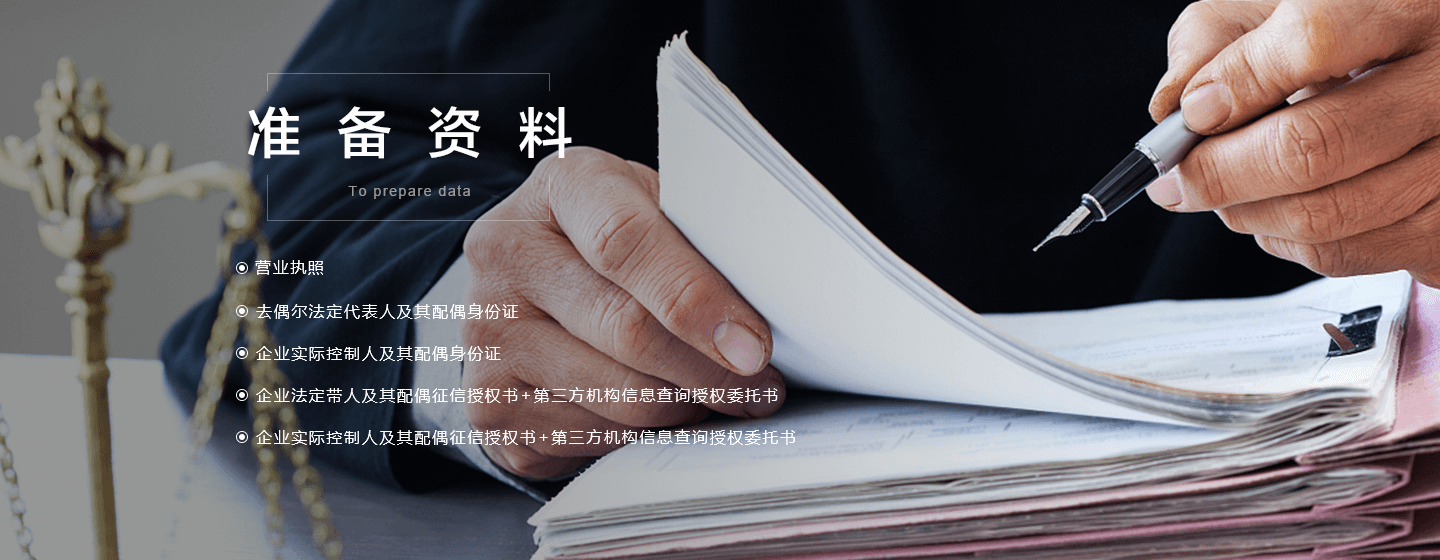 准备资料
To prepare data
营业执照
去偶尔法定代表人及其配偶身份证
企业实际控制人及其配偶身份证
企业法定带人及其配偶征信授权书+第三方机构信息查询授权委托书
企业实际控制人及其配偶征信授权书+第三方机构信息查询授权委托书